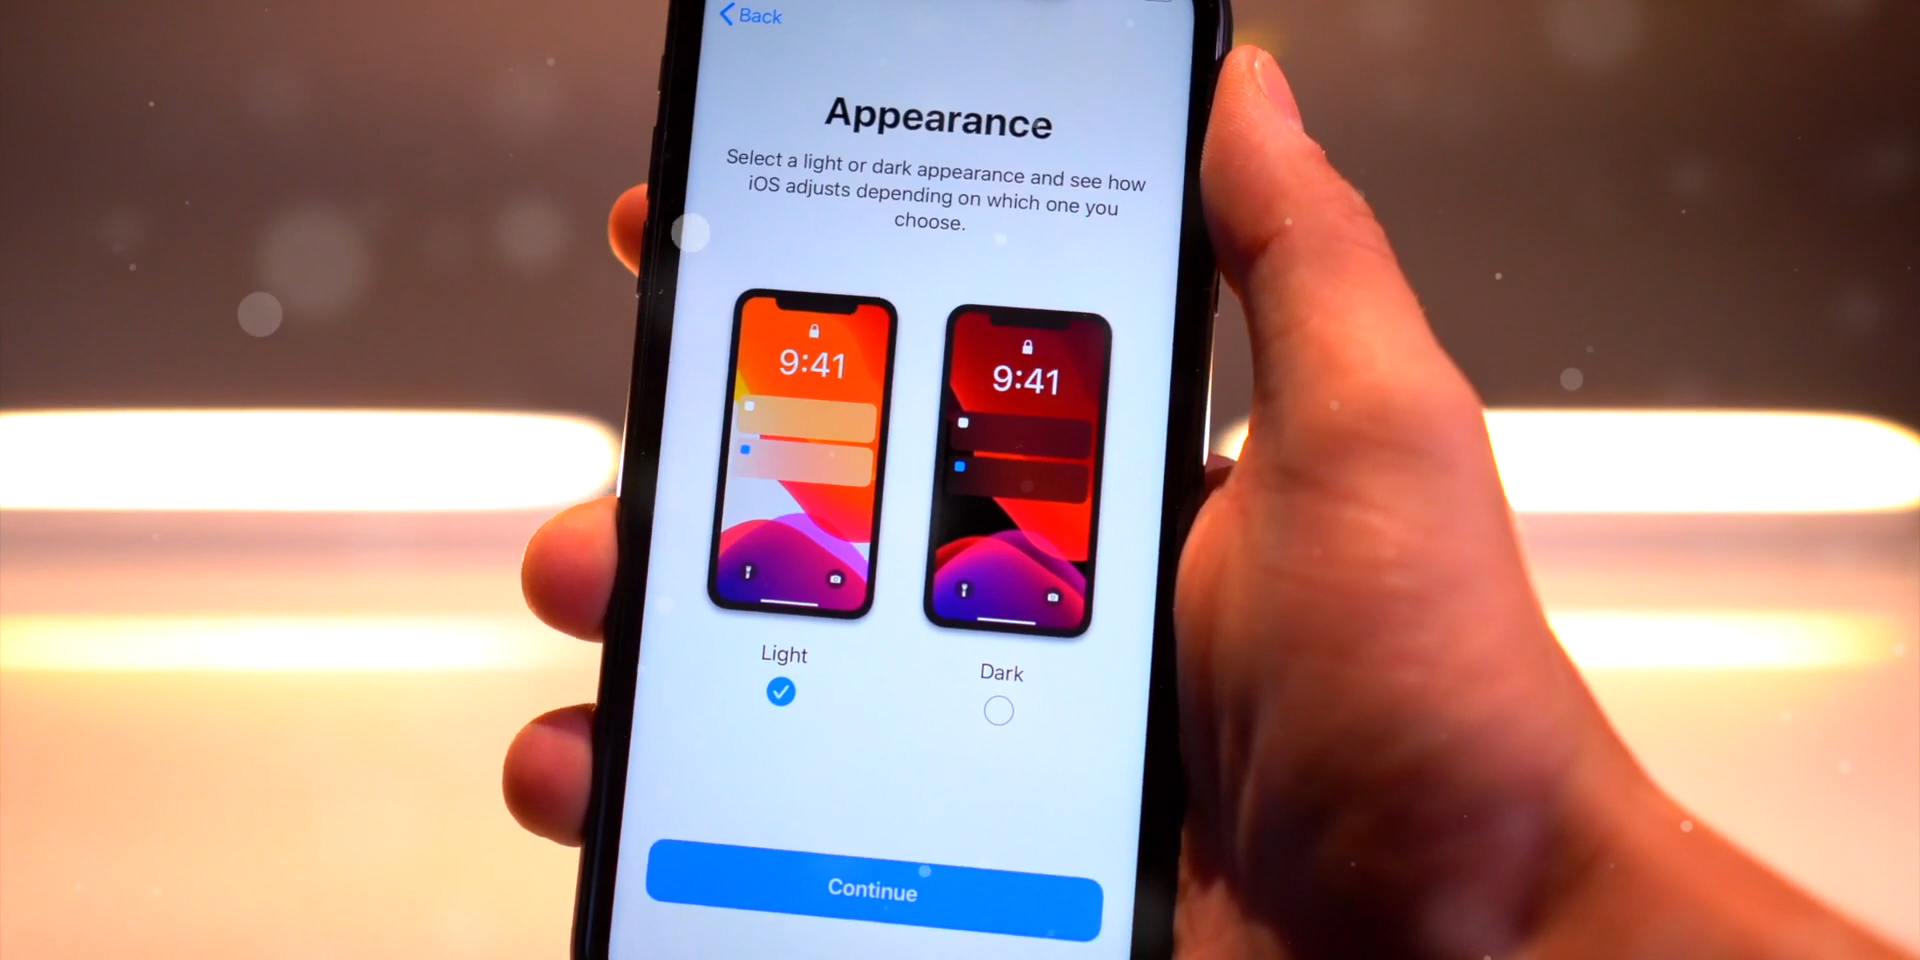 Back
Appearance
Select a light or dark appearance and see how
iOS adjusts depending on which one you
choose.
9:41
9:41
Light
Dark
Continue